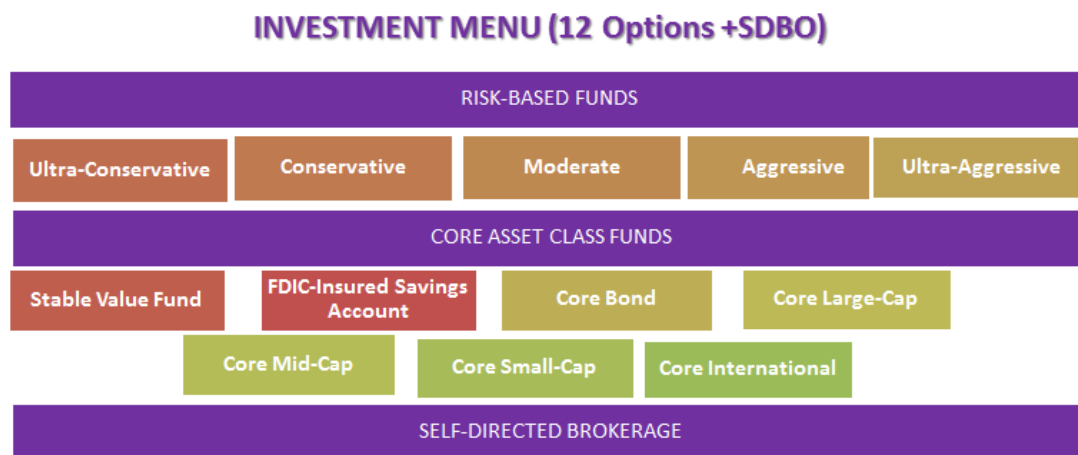 INVESTMENT MENU (12 Options +SDBO)
RISK-BASED FUNDS
Ultra-Conservative
Conservative
Moderate
Aggressive
Ultra-Aggressive
CORE ASSET CLASS FUNDS
Stable Value Fund
FDIC-Insured Savings
Account
Core Bond
Core Large-Cap
Core Mid-Cap
Core Small-Cap
Core International
SELF-DIRECTED BROKERAGE